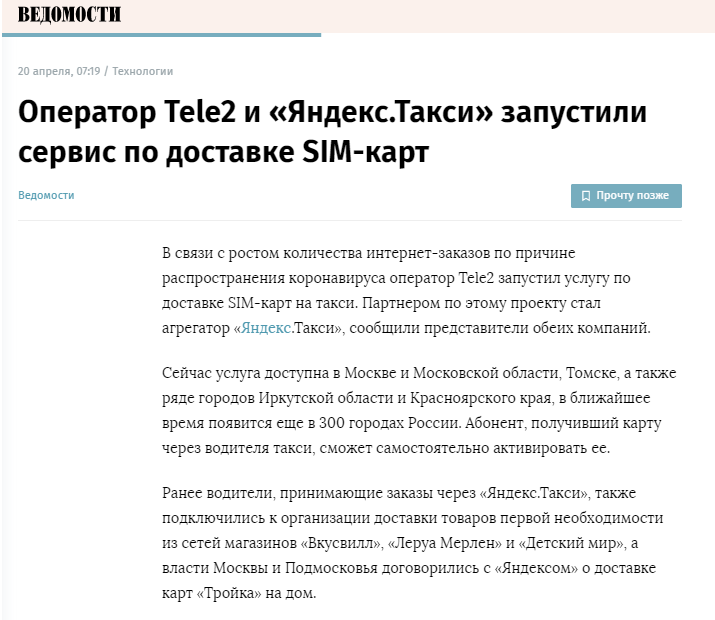 ВЕДОМОСТИ
20 апреля, 07:19 / Технологии
Оператор Tele2 и «Яндекс.Такси» запустили
сервис по доставке SIM-карт
Ведомости
Прочту позже
В связи с ростом количества интернет-заказов по причине
распространения коронавируса оператор Tele2 запустил услугу по
доставке SIM-карт на такси. Партнером по этому проекту стал
агрегатор «Яндекс.Такси», сообщили представители обеих компаний.
Сейчас услуга доступна в Москве и Московской области, Томске, а также
ряде городов Иркутской области и Красноярского края, в ближайшее
время появится еще в 300 городах России. Абонент, получивший карту
через водителя такси, сможет самостоятельно активировать ее.
Ранее водители, принимающие заказы через «Яндекс.Такси», также
подключились к организации доставки товаров первой необходимости
из сетей магазинов «Вкусвилл», «Леруа Мерлен» и «Детский мир», а
власти Москвы и Подмосковья договорились с «Яндексом» о доставке
карт «Тройка» на дом.